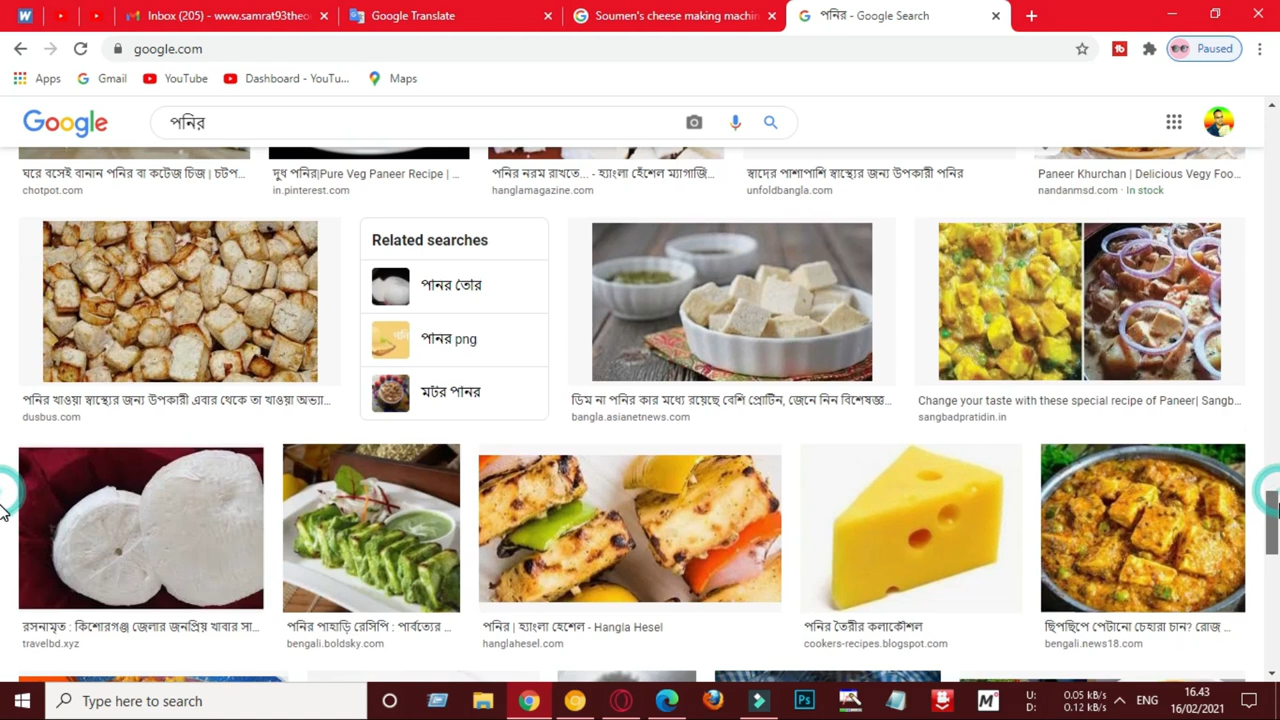 Inbox (205) - www.samrat93theo
Google Translate
Soumen's cheese making machin
পনির - Google Search
google.com
Paused
Apps
Gmail
YouTube
Dashboard - YouTu...
Maps
Google
পনির
ঘরে বসেই বানান পনির বা কটেজ চিজ | চটপ...
দুধ পনির|Pure Veg Paneer Recipe | ...
পনির নরম রাখতে... - হ্যাংলা হেঁশেল ম্যাগাজি...
স্বাদের পাশাপাশি স্বাস্থ্যের জন্য উপকারী পনির
Paneer Khurchan | Delicious Vegy Foo...
chotpot.com
in.pinterest.com
hanglamagazine.com
unfoldbangla.com
nandanmsd.com · In stock
Related searches
পানর তোর
পানর png
মটর পানর
পনির খাওয়া স্বাস্থ্যের জন্য উপকারী এবার থেকে তা খাওয়া অভ্যা...
dusbus.com
ডিম না পনির কার মধ্যে রয়েছে বেশি প্রোটিন, জেনে নিন বিশেষজ্ঞ...
bangla.asianetnews.com
Change your taste with these special recipe of Paneer| Sangb...
sangbadpratidin.in
রসনামৃত : কিশোরগঞ্জ জেলার জনপ্রিয় খাবার সা...
travelbd.xyz
পনির পাহাড়ি রেসিপি : পার্বত্যের ...
bengali.boldsky.com
পনির | হ্যাংলা হেশেল - Hangla Hesel
hanglahesel.com
পনির তৈরীর কলাকৌশল
cookers-recipes.blogspot.com
ছিপছিপে পেটানো চেহারা চান? রোজ ...
bengali.news18.com
Type here to search
U: 0.05 kB/s
D: 0.12 kB/s
ENG
16.43
16/02/2021